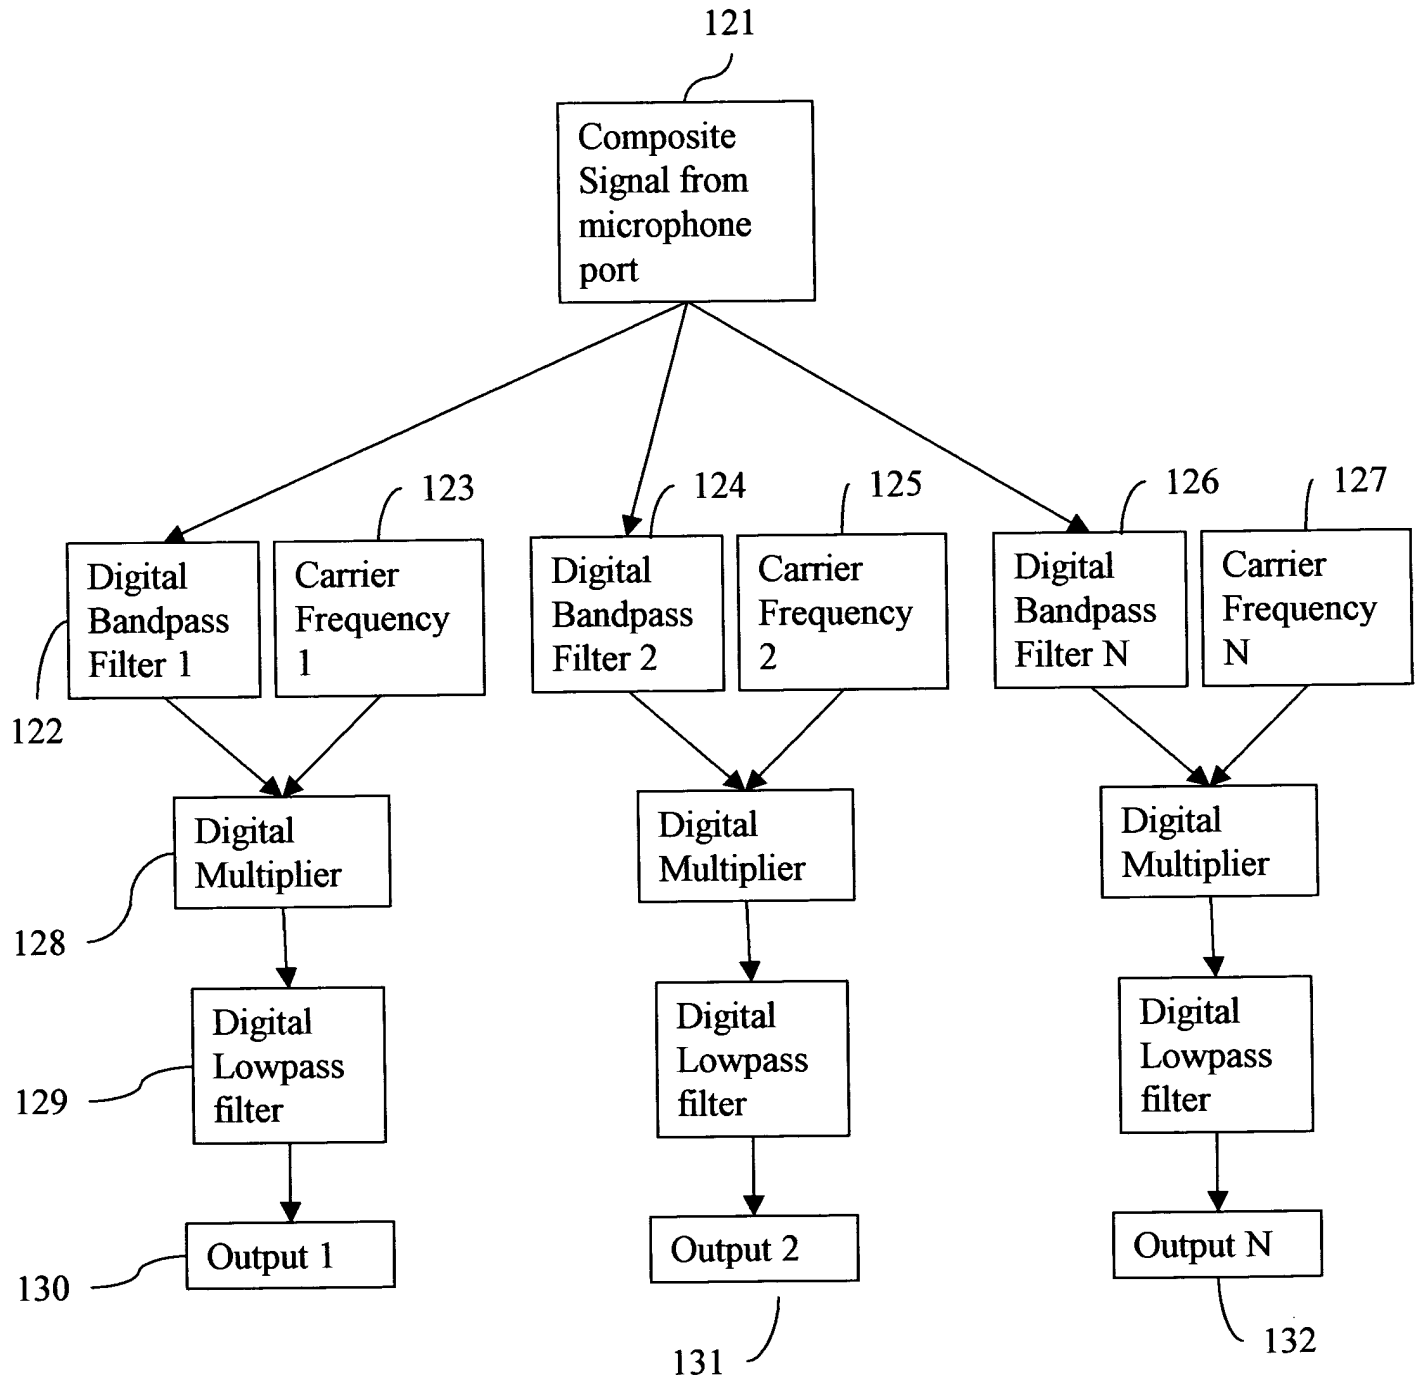 121
Composite
Signal from
microphone
port
123
124
125
126
127
Digital
Bandpass
Filter 1
Carrier
Frequency
1
Digital
Bandpass
Filter 2
Carrier
Frequency
2
Digital
Bandpass
Filter N
Carrier
Frequency
N
122
Digital
Multiplier
Digital
Multiplier
Digital
Multiplier
128
Digital
Lowpass
filter
Digital
Lowpass
filter
Digital
Lowpass
filter
129
Output 1
Output 2
Output N
130
131
132